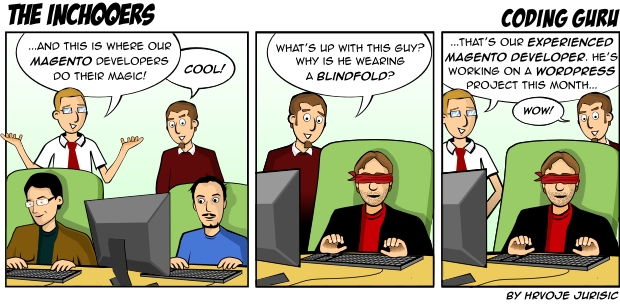 THE INCHOOERS
CODING GURU
...AND THIS IS WHERE OUR
MAGENTO DEVELOPERS
DO THEIR MAGIC!
COOL!
WHAT'S UP WITH THIS GUY?
WHY IS HE WEARING
A BLINDFOLD?
...THAT'S OUR EXPERIENCED
MAGENTO DEVELOPER. HE'S
WORKING ON A WORDPRESS
PROJECT THIS MONTH...
WOW!
BY HRVOJE JURISIC